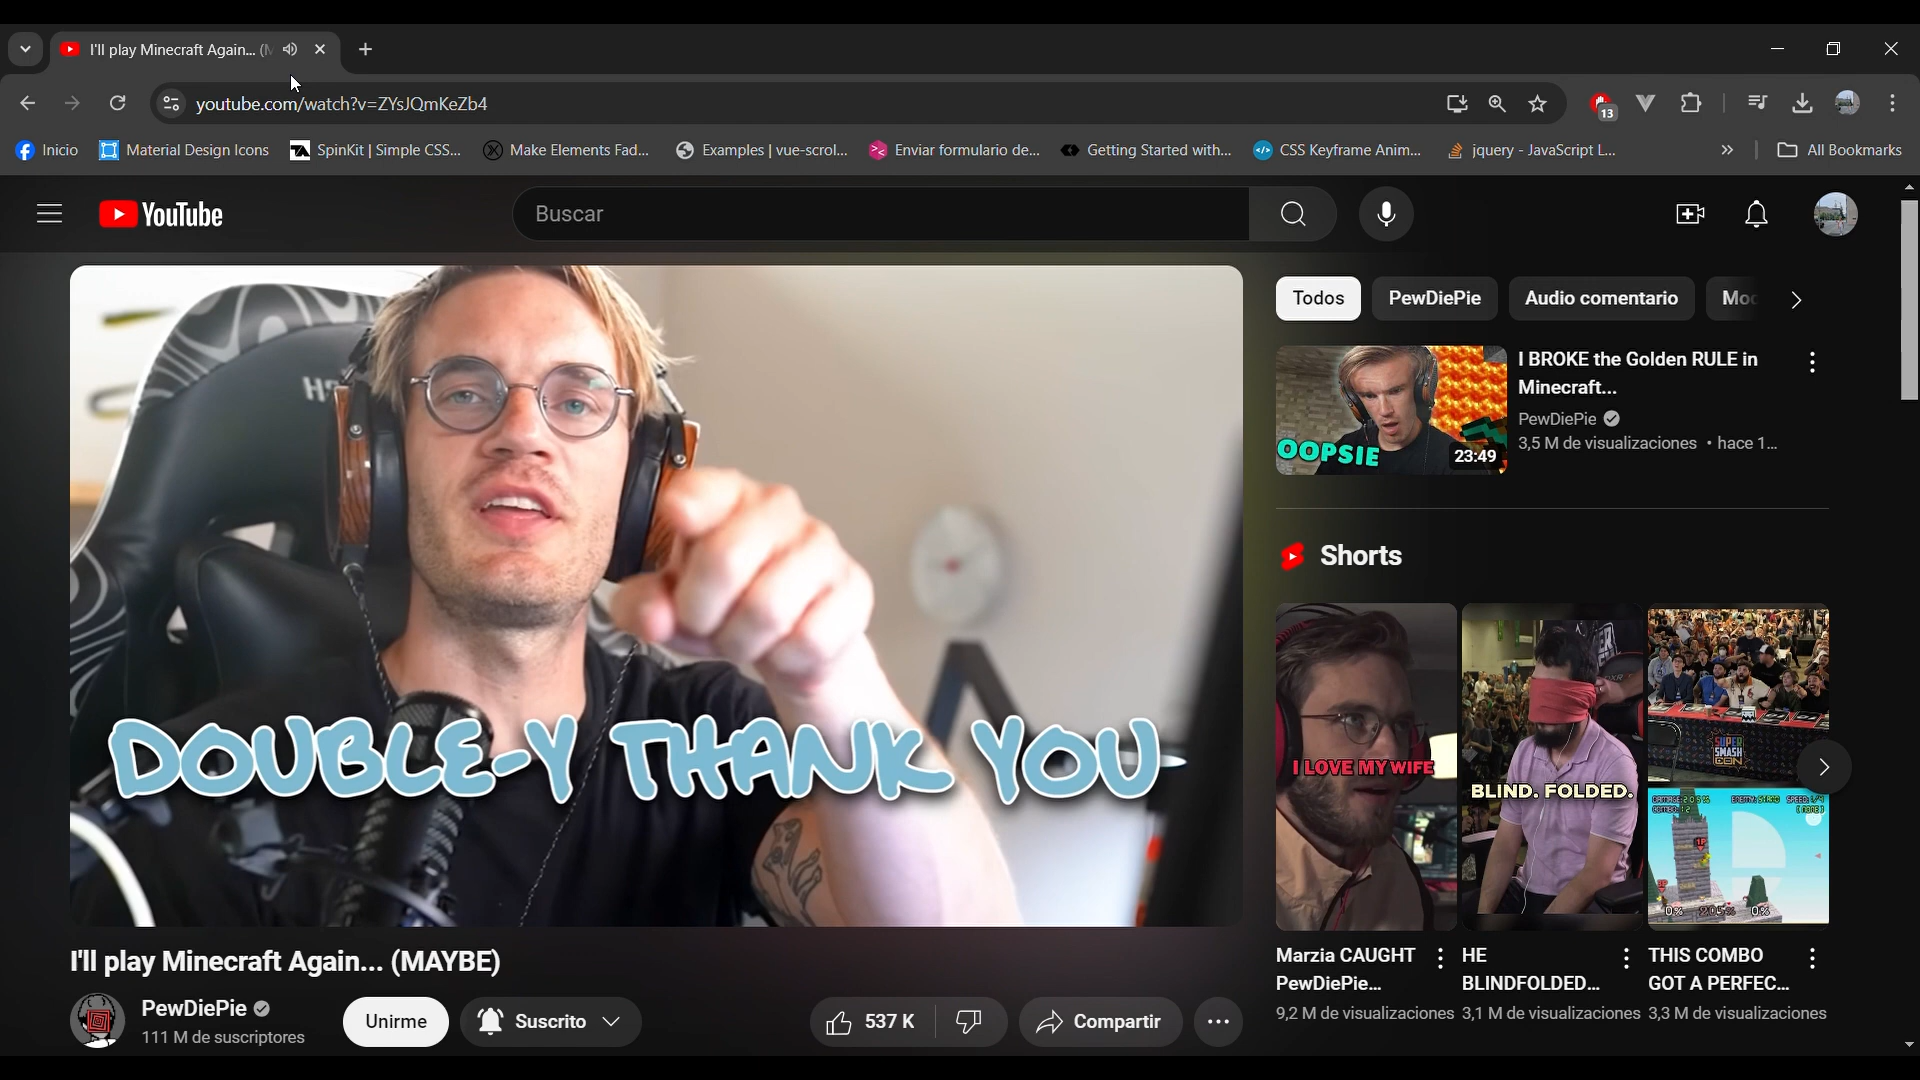 I'll play Minecraft Again... (M
youtube.com/watch?v=ZYsJQmKeZb4
13
Inicio
Material Design Icons
SpinKit | Simple CSS...
Make Elements Fad...
Examples | vue-scrol...
Enviar formulario de...
Getting Started with...
CSS Keyframe Anim...
jquery - JavaScript L...
All Bookmarks
YouTube
Buscar
Todos
PewDiePie
Audio comentario
Mod
I BROKE the Golden RULE in
Minecraft...
PewDiePie
3,5 M de visualizaciones • hace 1...
OOPSIE
23:49
DOUBLE-Y THANK YOU
Shorts
I LOVE MY WIFE
BLIND. FOLDED.
SUPER
SMASH
CON
Marzia CAUGHT
PewDiePie...
9,2 M de visualizaciones
HE
BLINDFOLDED...
3,1 M de visualizaciones
THIS COMBO
GOT A PERFEC...
3,3 M de visualizaciones
I'll play Minecraft Again... (MAYBE)
PewDiePie
111 M de suscriptores
Unirme
Suscrito
537 K
Compartir